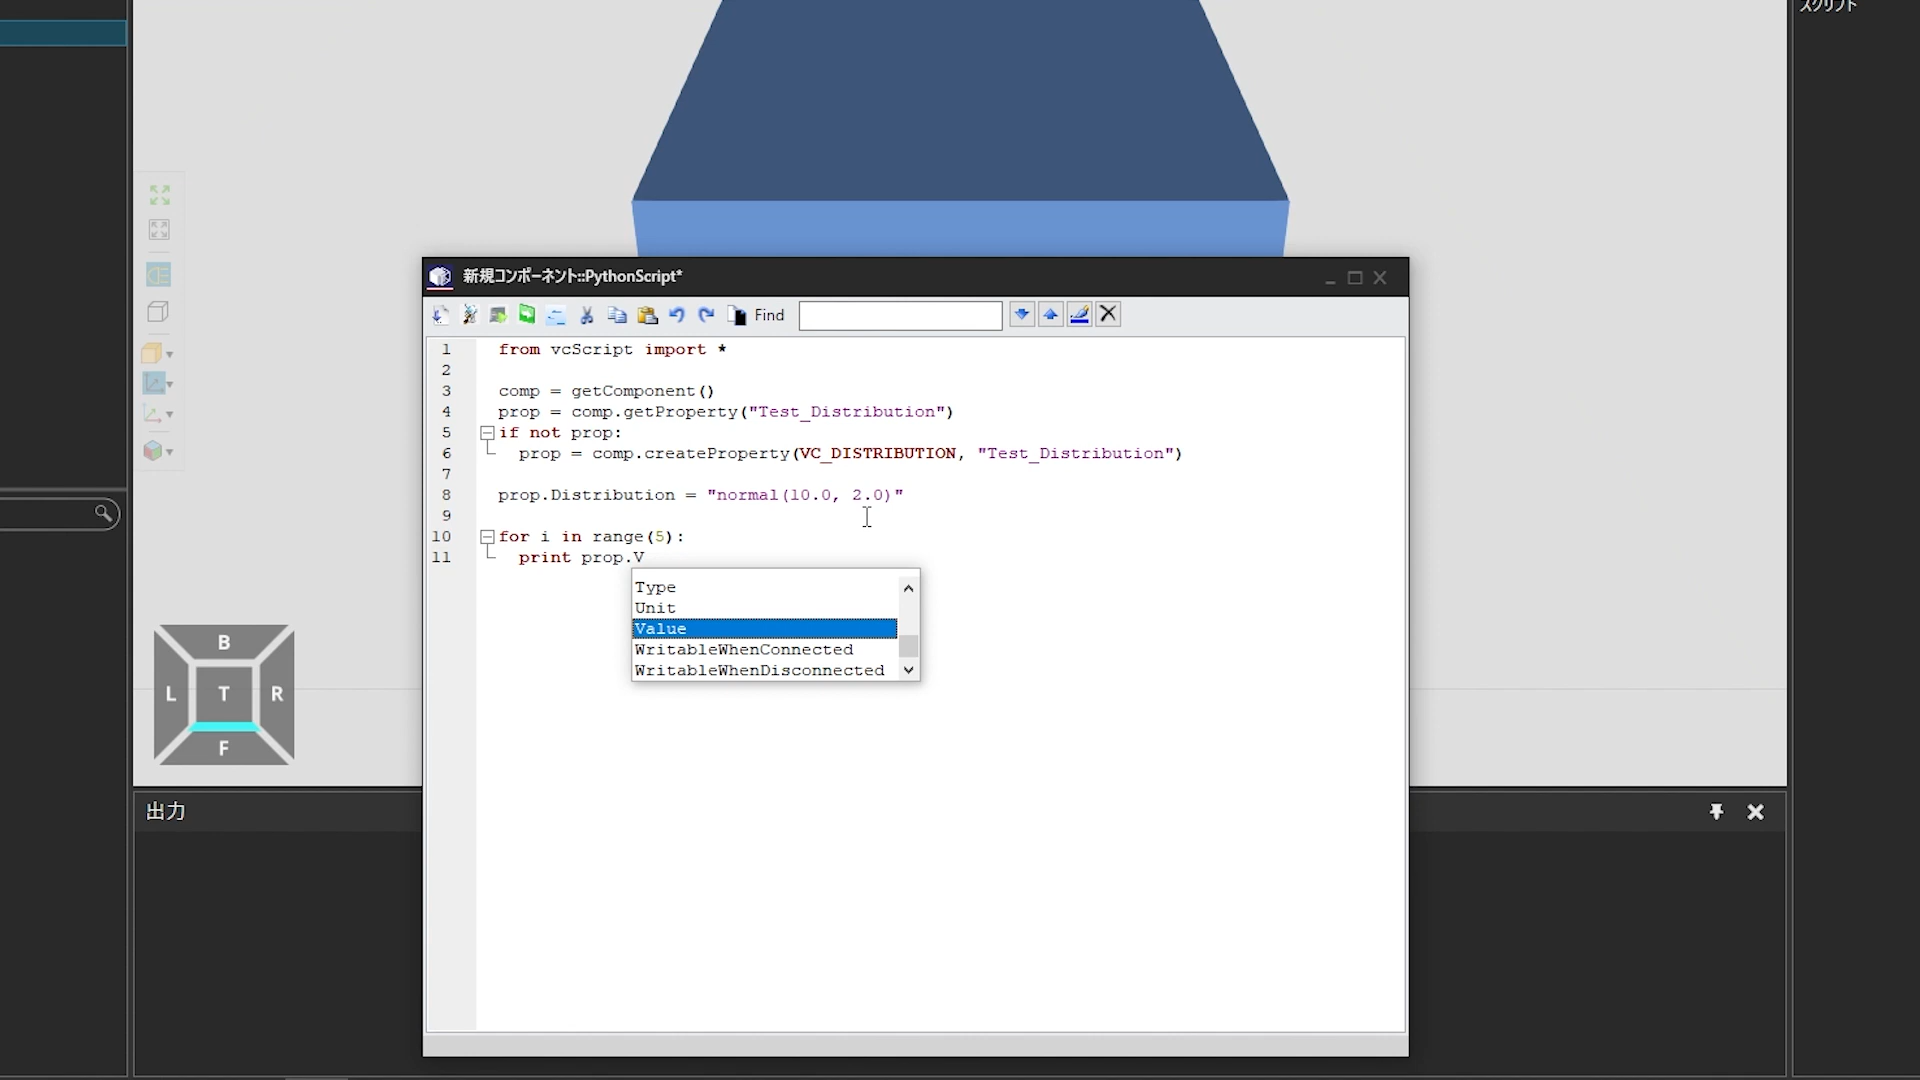 スクリプト
新規コンポーネント::PythonScript*
Find
1 from vcScript import *
2
3 comp = getComponent()
4 prop = comp.getProperty("Test_Distribution")
5 if not prop:
6 prop = comp.createProperty(VC_DISTRIBUTION, "Test_Distribution")
7
8 prop.Distribution = "normal(10.0, 2.0)"
9
10 for i in range(5):
11 print prop.V
Type
Unit
Value
WritableWhenConnected
WritableWhenDisconnected
B
L T R
F
出力